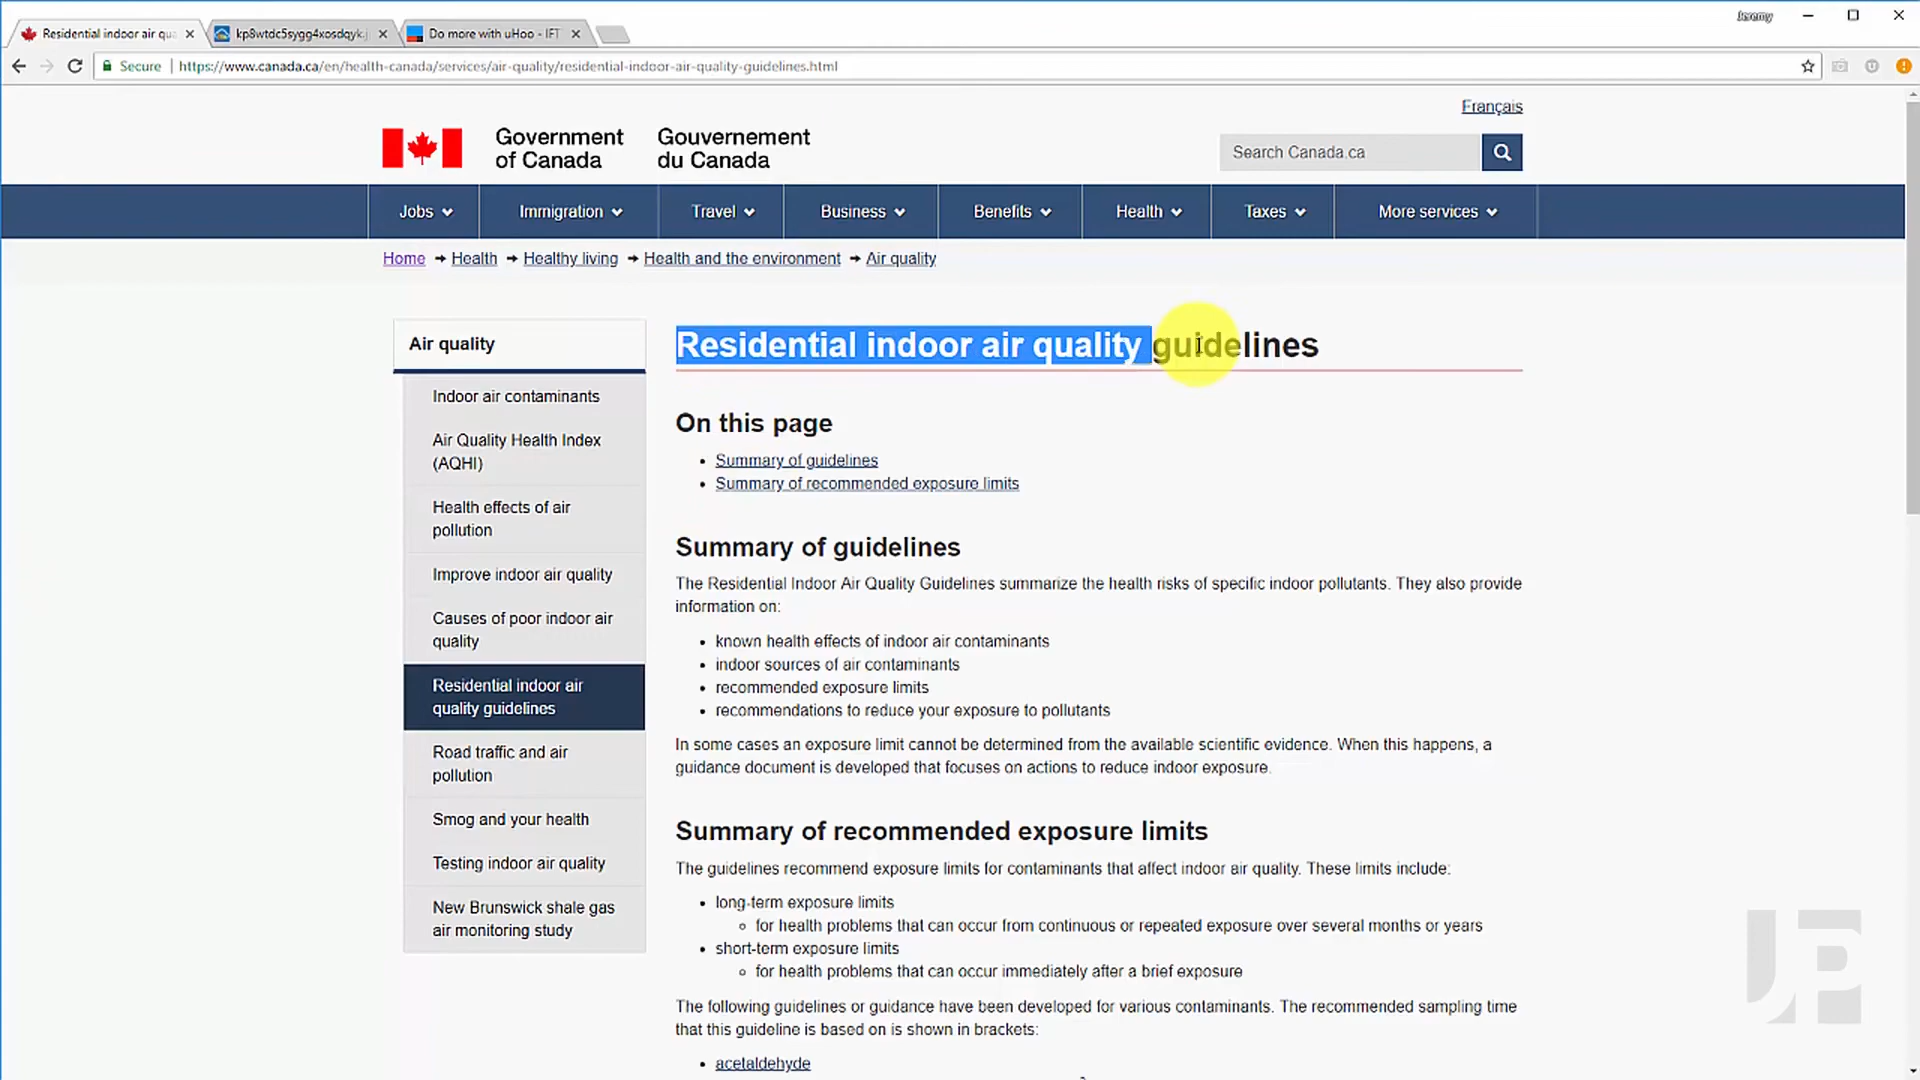 Jeremy
Residential indoor air qu
kp8wtdc5sygg4xosdqyk.j
Do more with uHoo - IFT
Secure | https://www.canada.ca/en/health-canada/services/air-quality/residential-indoor-air-quality-guidelines.html
Français
Government of Canada
Gouvernement du Canada
Search Canada.ca
Jobs Immigration Travel Business Benefits Health Taxes More services
Home → Health → Healthy living → Health and the environment → Air quality
Air quality
Indoor air contaminants
Air Quality Health Index
(AQHI)
Health effects of air
pollution
Improve indoor air quality
Causes of poor indoor air
quality
Residential indoor air
quality guidelines
Road traffic and air
pollution
Smog and your health
Testing indoor air quality
New Brunswick shale gas
air monitoring study
Residential indoor air quality guidelines
On this page
• Summary of guidelines
• Summary of recommended exposure limits
Summary of guidelines
The Residential Indoor Air Quality Guidelines summarize the health risks of specific indoor pollutants. They also provide
information on:
• known health effects of indoor air contaminants
• indoor sources of air contaminants
• recommended exposure limits
• recommendations to reduce your exposure to pollutants
In some cases an exposure limit cannot be determined from the available scientific evidence. When this happens, a
guidance document is developed that focuses on actions to reduce indoor exposure.
Summary of recommended exposure limits
The guidelines recommend exposure limits for contaminants that affect indoor air quality. These limits include:
• long-term exposure limits
◦ for health problems that can occur from continuous or repeated exposure over several months or years
• short-term exposure limits
◦ for health problems that can occur immediately after a brief exposure
The following guidelines or guidance have been developed for various contaminants. The recommended sampling time
that this guideline is based on is shown in brackets:
• acetaldehyde
JP